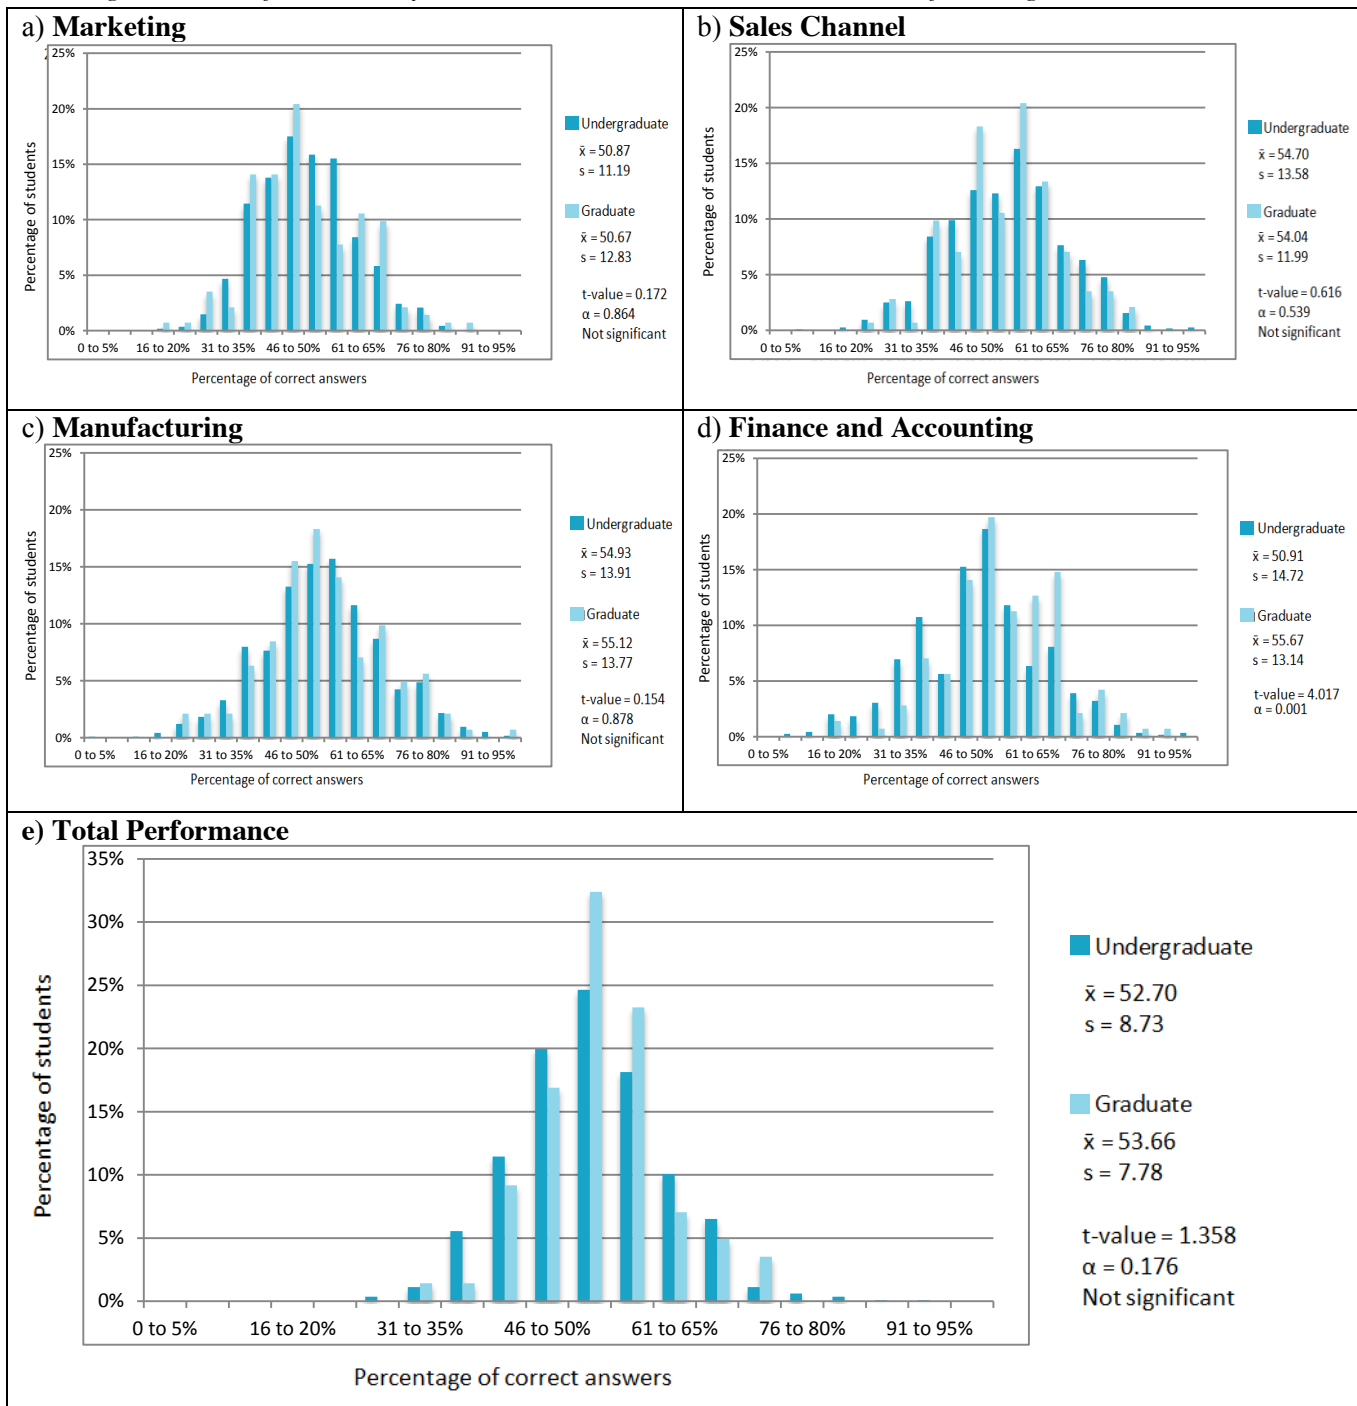 a) Marketing
25%
20%
15%
10%
5%
0%
Percentage of students
0 to 5% 16 to 20% 31 to 35% 46 to 50% 61 to 65% 76 to 80% 91 to 95%
Percentage of correct answers
Undergraduate
x̄ = 50.87
s = 11.19
Graduate
x̄ = 50.67
s = 12.83
t-value = 0.172
α = 0.864
Not significant
b) Sales Channel
25%
20%
15%
10%
5%
0%
Percentage of students
0 to 5% 16 to 20% 31 to 35% 46 to 50% 61 to 65% 76 to 80% 91 to 95%
Percentage of correct answers
Undergraduate
x̄ = 54.70
s = 13.58
Graduate
x̄ = 54.04
s = 11.99
t-value = 0.616
α = 0.539
Not significant
c) Manufacturing
25%
20%
15%
10%
5%
0%
Percentage of students
0 to 5% 16 to 20% 31 to 35% 46 to 50% 61 to 65% 76 to 80% 91 to 95%
Percentage of correct answers
Undergraduate
x̄ = 54.93
s = 13.91
Graduate
x̄ = 55.12
s = 13.77
t-value = 0.154
α = 0.878
Not significant
d) Finance and Accounting
25%
20%
15%
10%
5%
0%
Percentage of students
0 to 5% 16 to 20% 31 to 35% 46 to 50% 61 to 65% 76 to 80% 91 to 95%
Percentage of correct answers
Undergraduate
x̄ = 50.91
s = 14.72
Graduate
x̄ = 55.67
s = 13.14
t-value = 4.017
α = 0.001
e) Total Performance
35%
30%
25%
20%
15%
10%
5%
0%
Percentage of students
0 to 5% 16 to 20% 31 to 35% 46 to 50% 61 to 65% 76 to 80% 91 to 95%
Percentage of correct answers
Undergraduate
x̄ = 52.70
s = 8.73
Graduate
x̄ = 53.66
s = 7.78
t-value = 1.358
α = 0.176
Not significant